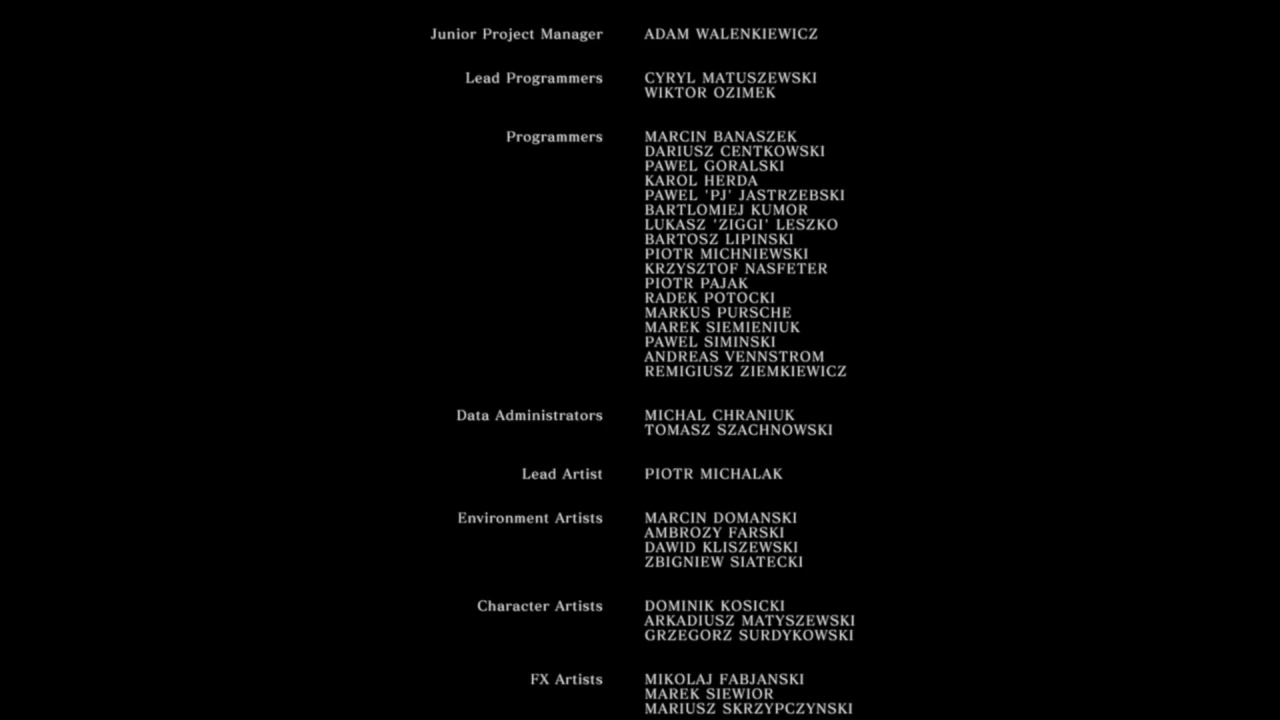 Junior Project Manager ADAM WALENKIEWICZ
Lead Programmers CYRYL MATUSZEWSKI
WIKTOR OZIMEK
Programmers MARCIN BANASZEK
DARIUSZ CENTKOWSKI
PAWEL GORALSKI
KAROL HERDA
PAWEL 'PJ' JASTRZEBSKI
BARTLOMIEJ KUMOR
LUKASZ 'ZIGGI' LESZKO
BARTOSZ LIPINSKI
PIOTR MICHNIEWSKI
KRZYSZTOF NASFETER
PIOTR PAJAK
RADEK POTOCKI
MARKUS PURSCHE
MAREK SIEMIENIUK
PAWEL SIMINSKI
ANDREAS VENNSTROM
REMIGIUSZ ZIEMKIEWICZ
Data Administrators MICHAL CHRANIUK
TOMASZ SZACHNOWSKI
Lead Artist PIOTR MICHALAK
Environment Artists MARCIN DOMANSKI
AMBROZY FARSKI
DAWID KLISZEWSKI
ZBIGNIEW SIATECKI
Character Artists DOMINIK KOSICKI
ARKADIUSZ MATYSZEWSKI
GRZEGORZ SURDYKOWSKI
FX Artists MIKOLAJ FABJANSKI
MAREK SIEWIOR
MARIUSZ SKRZYPCZYNSKI